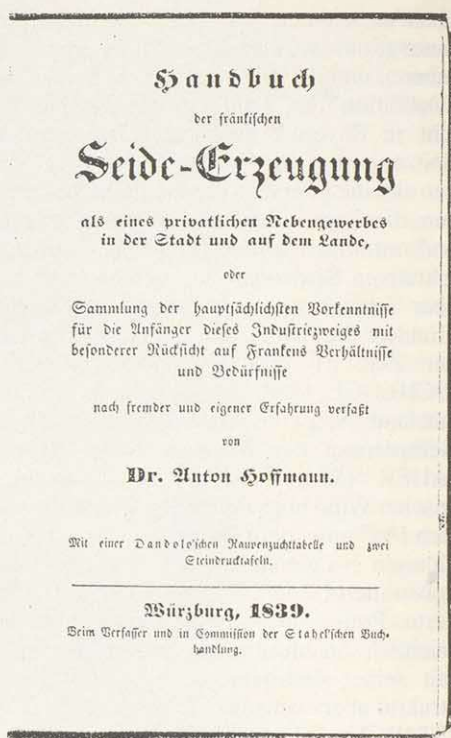 Handbuch
der fränkischen
Seide-Erzeugung
als eines privatlichen Nebengewerbes
in der Stadt und auf dem Lande,
oder
Sammlung der hauptsächlichsten Vorkenntnisse
für die Anfänger dieses Industriezweiges mit
besonderer Rücksicht auf Frankens Verhältnisse
und Bedürfnisse
nach fremder und eigener Erfahrung verfaßt
von
Dr. Anton Hoffmann.
Mit einer Dandolo'schen Raupenzuchttabelle und zwei
Steindrucktafeln.
Würzburg, 1839.
Beim Verfasser und in Commission der Stahel'schen Buch-
handlung.